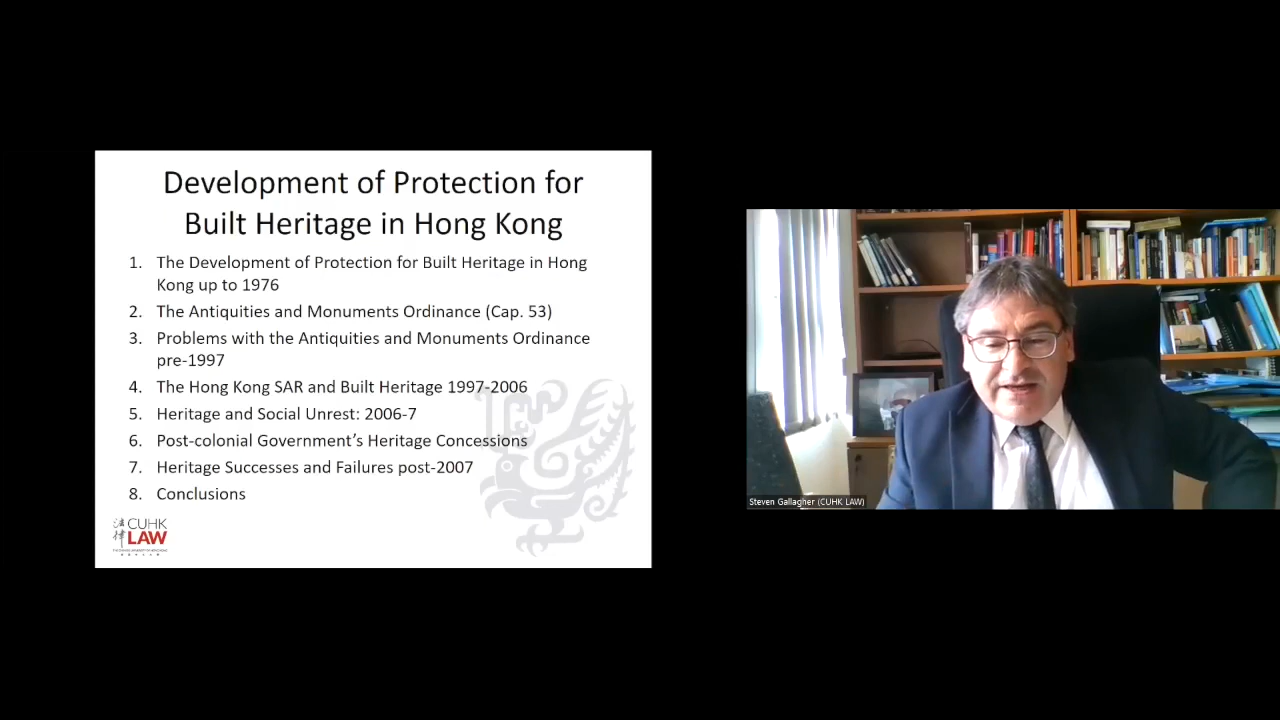 Development of Protection for
Built Heritage in Hong Kong
1. The Development of Protection for Built Heritage in Hong
Kong up to 1976
2. The Antiquities and Monuments Ordinance (Cap. 53)
3. Problems with the Antiquities and Monuments Ordinance
pre-1997
4. The Hong Kong SAR and Built Heritage 1997-2006
5. Heritage and Social Unrest: 2006-7
6. Post-colonial Government’s Heritage Concessions
7. Heritage Successes and Failures post-2007
8. Conclusions
法 CUHK
律 LAW
Steven Gallagher (CUHK LAW)